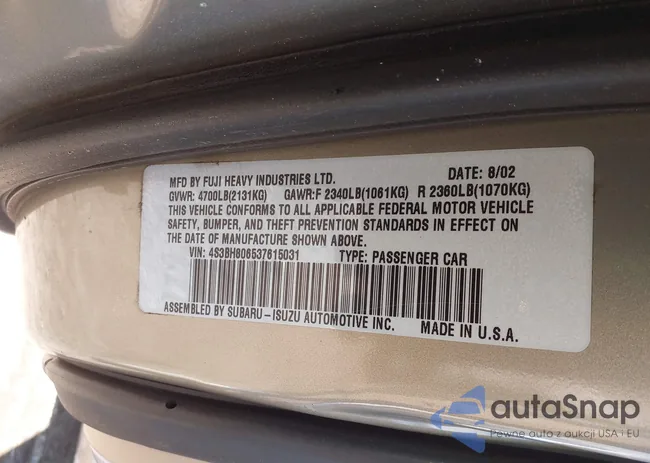 MFD BY FUJI HEAVY INDUSTRIES LTD. DATE: 8/02
GVWR: 4700LB(2131KG) GAWR:F 2340LB(1061KG) R 2360LB(1070KG)
THIS VEHICLE CONFORMS TO ALL APPLICABLE FEDERAL MOTOR VEHICLE
SAFETY, BUMPER, AND THEFT PREVENTION STANDARDS IN EFFECT ON
THE DATE OF MANUFACTURE SHOWN ABOVE.
VIN: 4S3BH806537615031 TYPE: PASSENGER CAR
ASSEMBLED BY SUBARU-ISUZU AUTOMOTIVE INC. MADE IN U.S.A.
autaSnap
Pewne auto z aukcji USA i EU